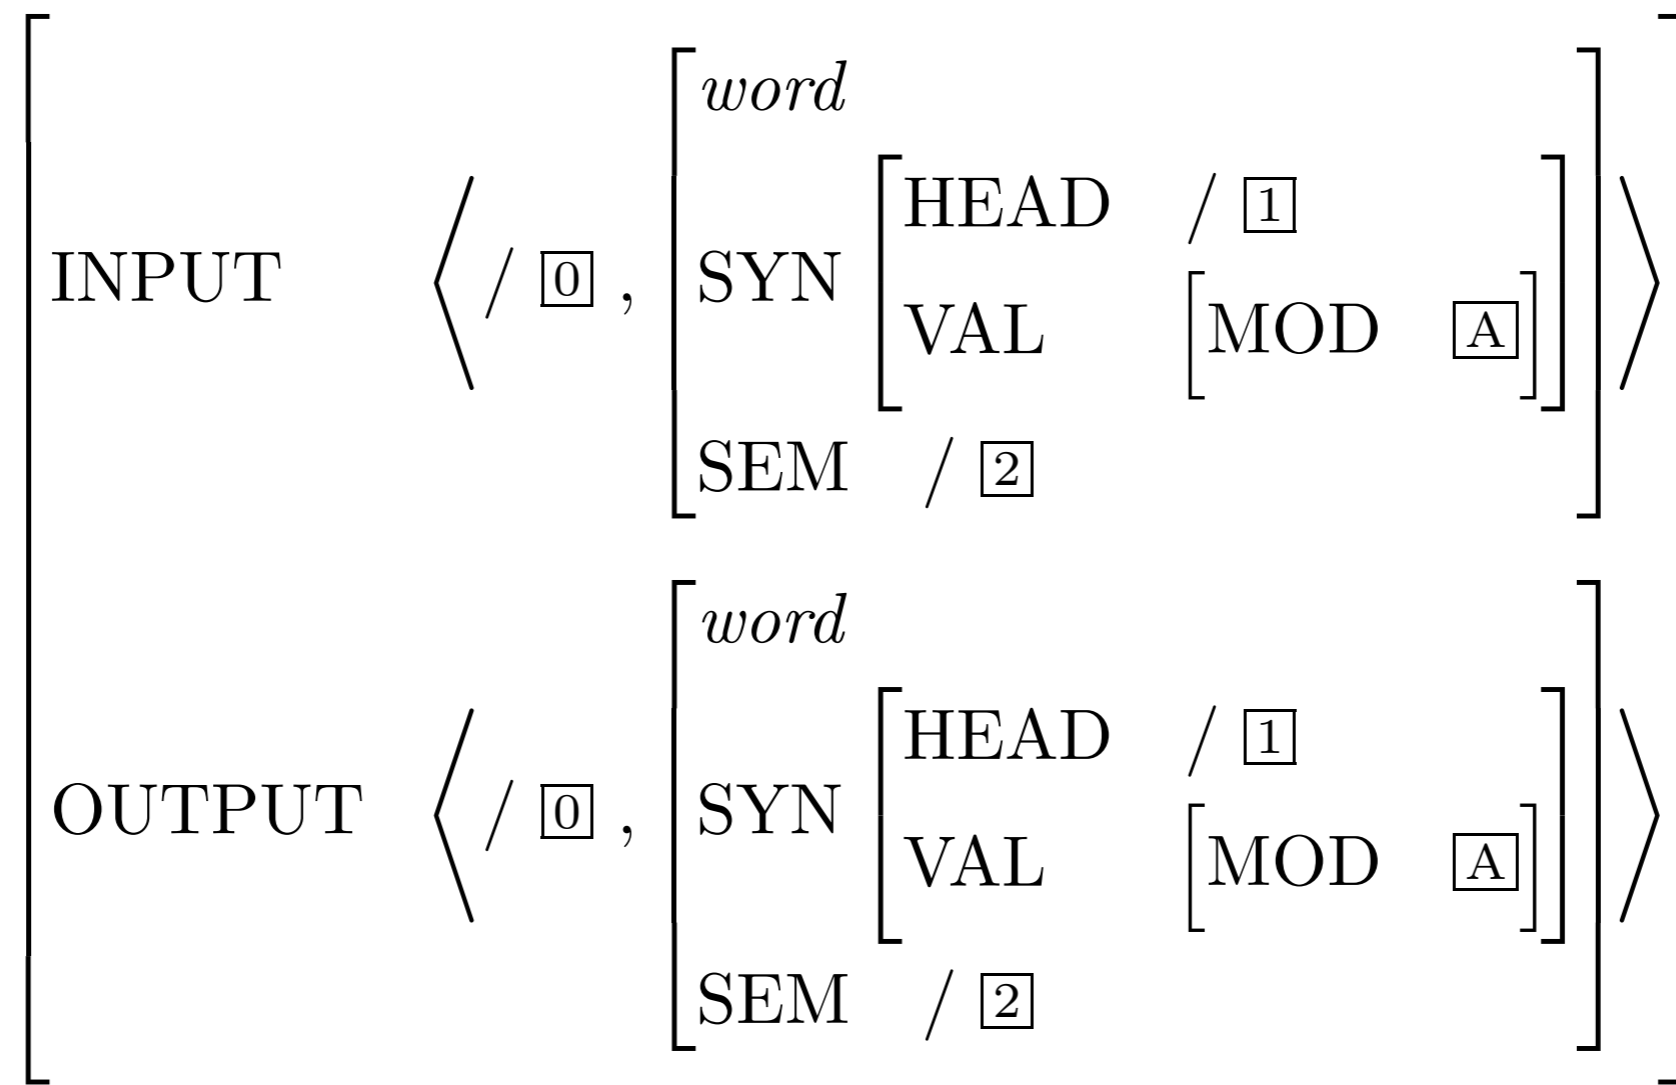 word
HEAD / 1
INPUT ⟨ / 0 , SYN
VAL [MOD A] ⟩
SEM / 2
word
HEAD / 1
OUTPUT ⟨ / 0 , SYN
VAL [MOD A] ⟩
SEM / 2